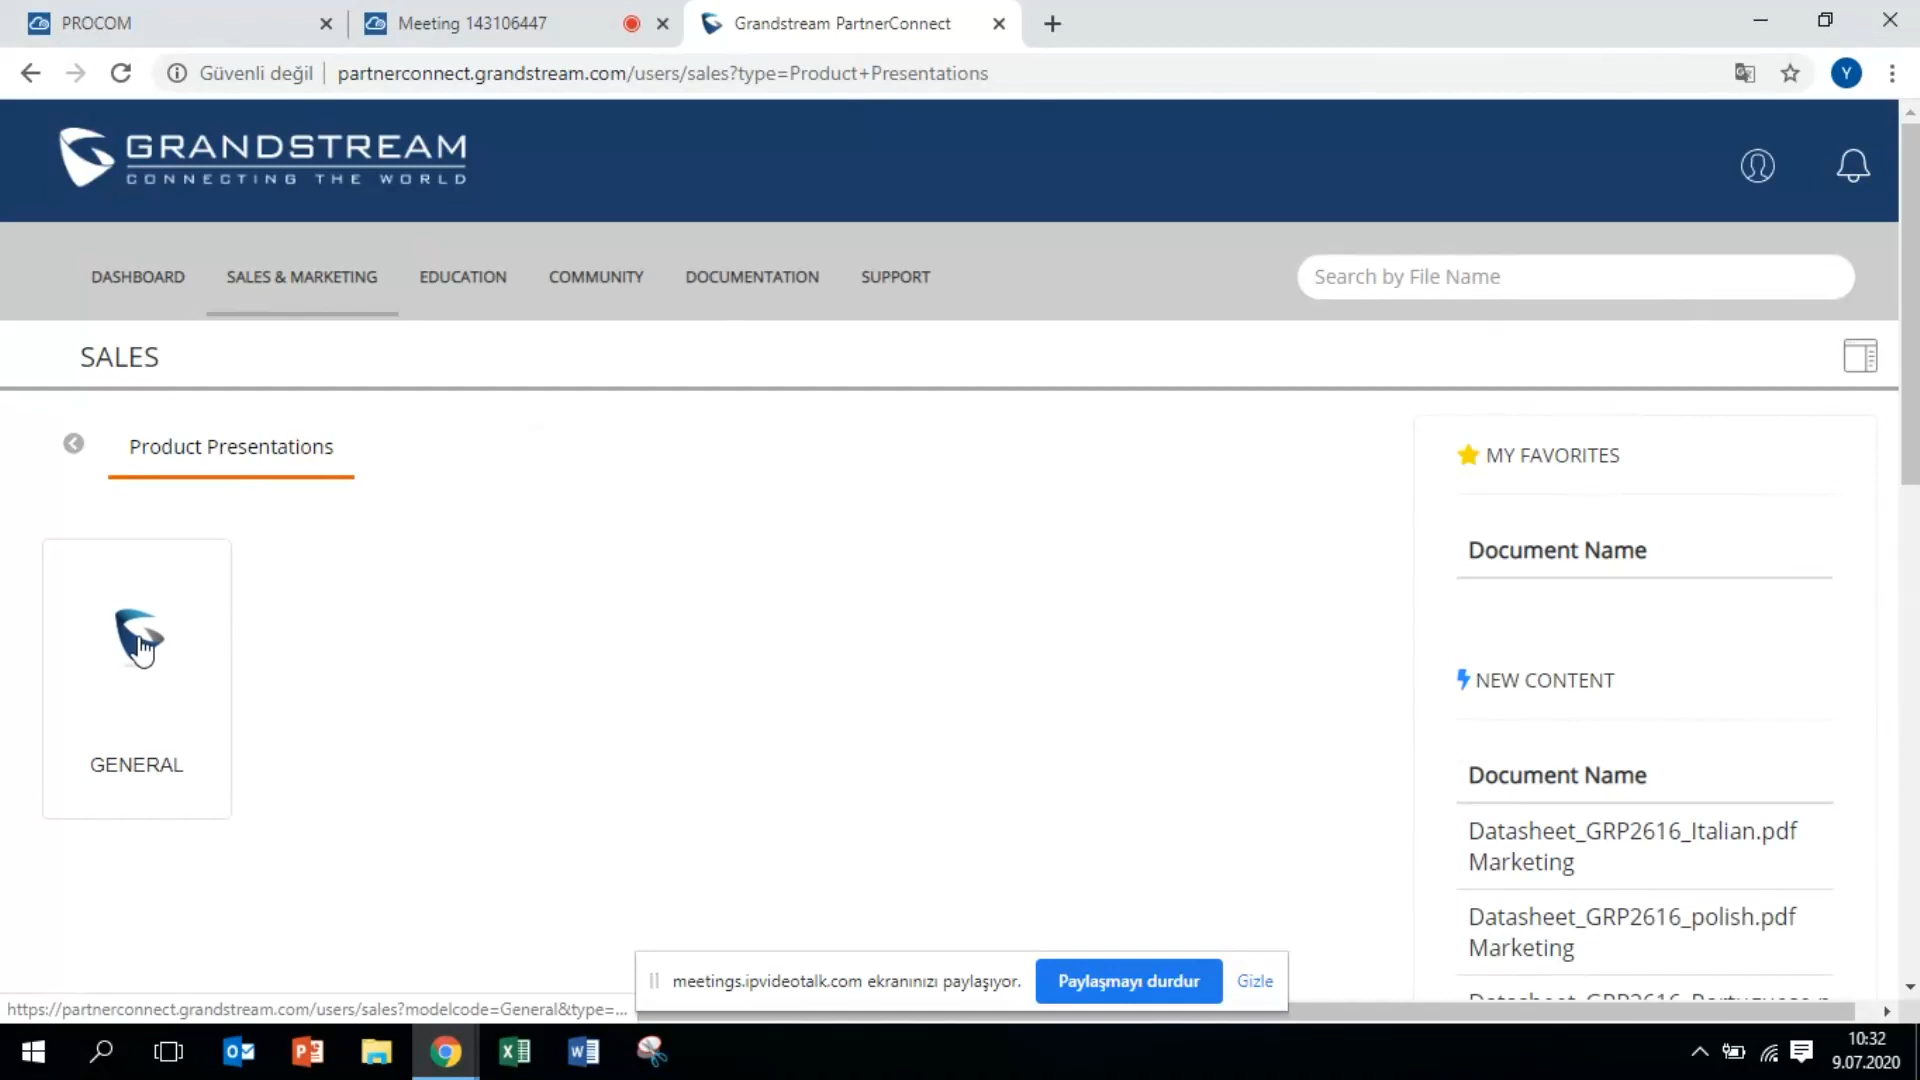 PROCOM
Meeting 143106447
Grandstream PartnerConnect
Güvenli değil
partnerconnect.grandstream.com/users/sales?type=Product+Presentations
Y
GRANDSTREAM
CONNECTING THE WORLD
DASHBOARD
SALES & MARKETING
EDUCATION
COMMUNITY
DOCUMENTATION
SUPPORT
Search by File Name
SALES
Product Presentations
GENERAL
MY FAVORITES
Document Name
NEW CONTENT
Document Name
Datasheet_GRP2616_Italian.pdf
Marketing
Datasheet_GRP2616_polish.pdf
Marketing
meetings.ipvideotalk.com ekranınızı paylaşıyor.
Paylaşmayı durdur
Gizle
https://partnerconnect.grandstream.com/users/sales?modelcode=General&type=...
10:32
9.07.2020